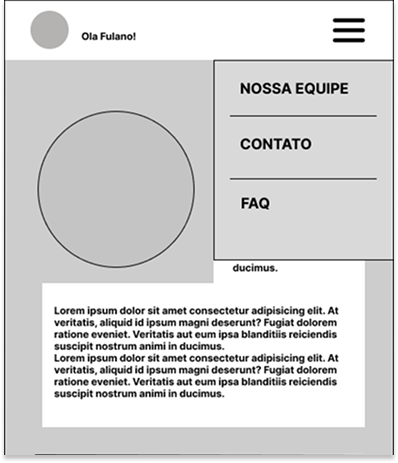 Ola Fulano!
NOSSA EQUIPE
CONTATO
FAQ
ducimus.
Lorem ipsum dolor sit amet consectetur adipisicing elit. At
veritatis, aliquid id ipsum magni deserunt? Fugiat dolorem
ratione eveniet. Veritatis aut eum ipsa blanditiis reiciendis
suscipit nostrum animi in ducimus.
Lorem ipsum dolor sit amet consectetur adipisicing elit. At
veritatis, aliquid id ipsum magni deserunt? Fugiat dolorem
ratione eveniet. Veritatis aut eum ipsa blanditiis reiciendis
suscipit nostrum animi in ducimus.